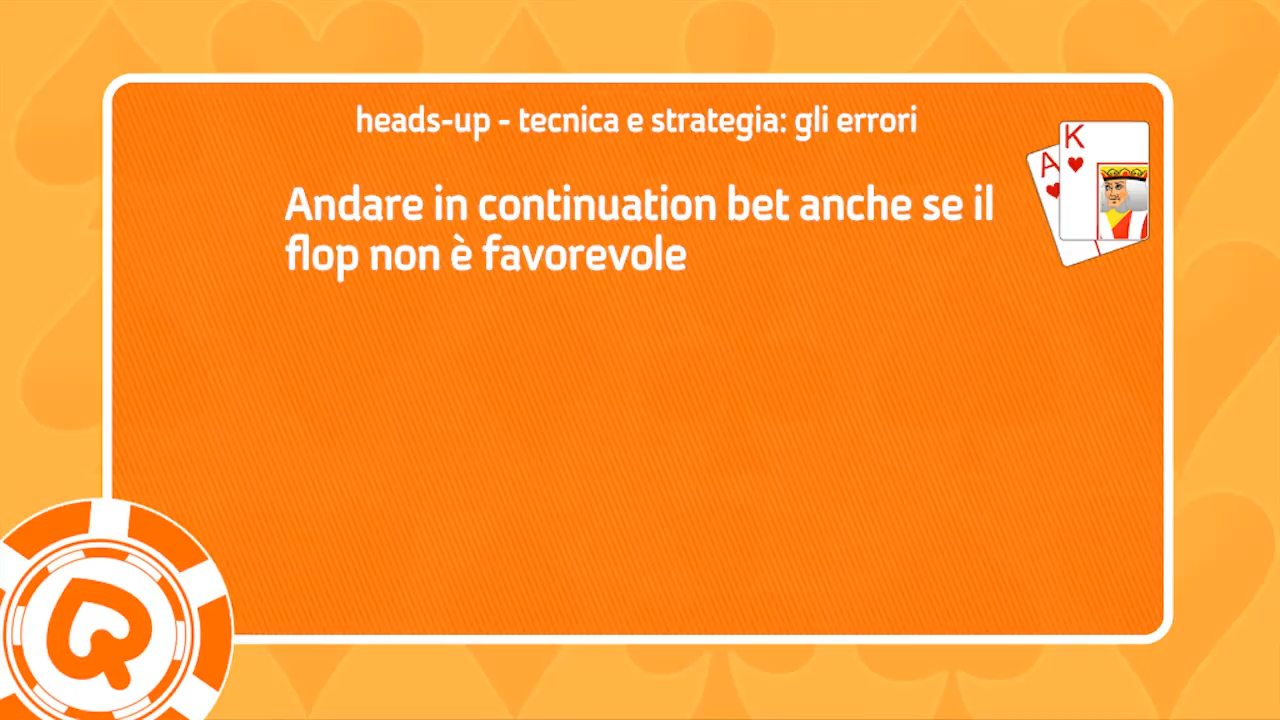 heads-up - tecnica e strategia: gli errori
K
A
Andare in continuation bet anche se il
flop non è favorevole